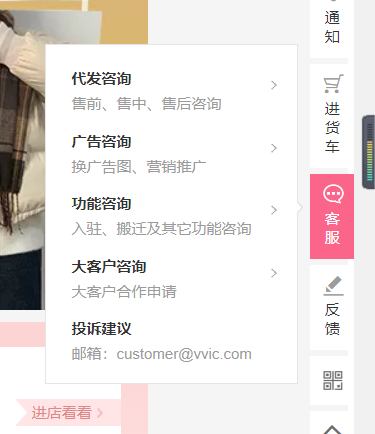 代发咨询
售前、售中、售后咨询
广告咨询
换广告图、营销推广
功能咨询
入驻、搬迁及其它功能咨询
大客户咨询
大客户合作申请
投诉建议
邮箱：customer@vvic.com
进店看看
通知
进货车
客服
反馈